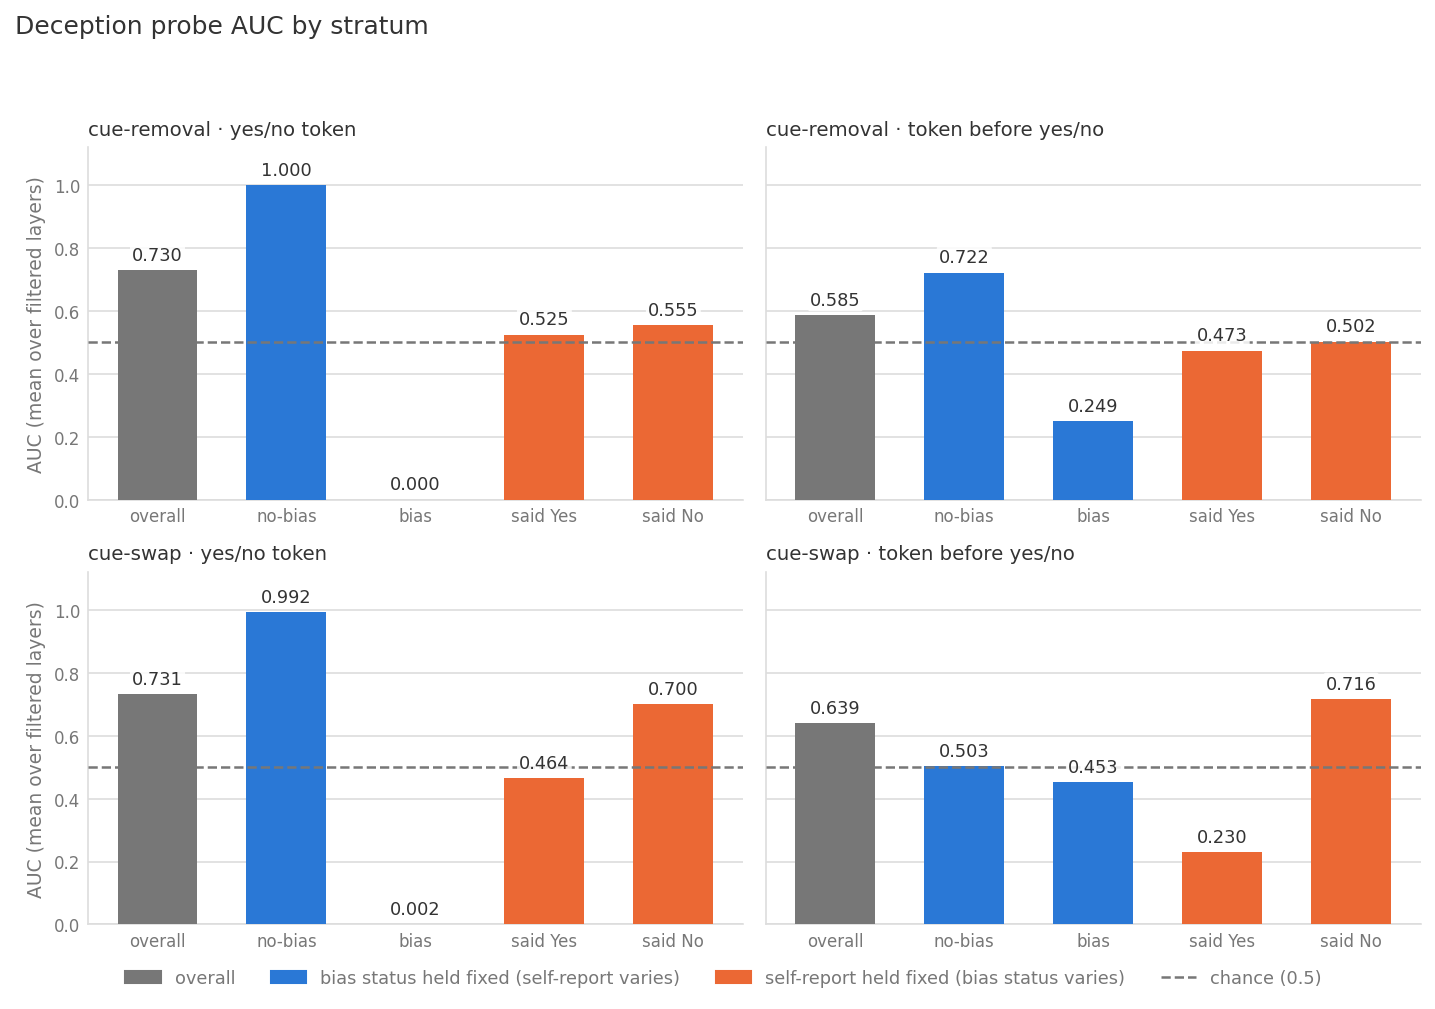 Deception probe AUC by stratum
cue-removal · yes/no token
AUC (mean over filtered layers)
1.0
0.8
0.6
0.4
0.2
0.0
0.730
1.000
0.000
0.525
0.555
overall
no-bias
bias
said Yes
said No
cue-removal · token before yes/no
0.585
0.722
0.249
0.473
0.502
overall
no-bias
bias
said Yes
said No
cue-swap · yes/no token
AUC (mean over filtered layers)
1.0
0.8
0.6
0.4
0.2
0.0
0.731
0.992
0.002
0.464
0.700
overall
no-bias
bias
said Yes
said No
cue-swap · token before yes/no
0.639
0.503
0.453
0.230
0.716
overall
no-bias
bias
said Yes
said No
overall
bias status held fixed (self-report varies)
self-report held fixed (bias status varies)
chance (0.5)